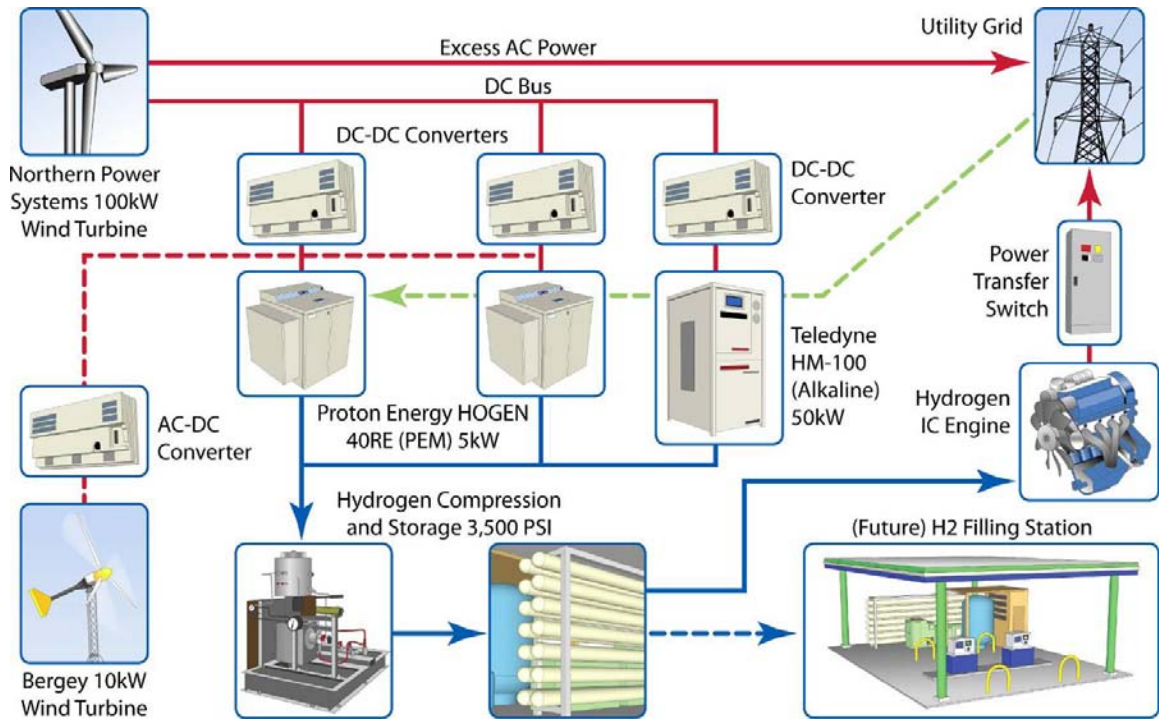 Excess AC Power
Utility Grid
DC Bus
DC-DC Converters
DC-DC
Converter
Northern Power
Systems 100kW
Wind Turbine
Power
Transfer
Switch
Teledyne
HM-100
(Alkaline)
50kW
AC-DC
Converter
Proton Energy HOGEN
40RE (PEM) 5kW
Hydrogen
IC Engine
Hydrogen Compression
and Storage 3,500 PSI
(Future) H2 Filling Station
Bergey 10kW
Wind Turbine